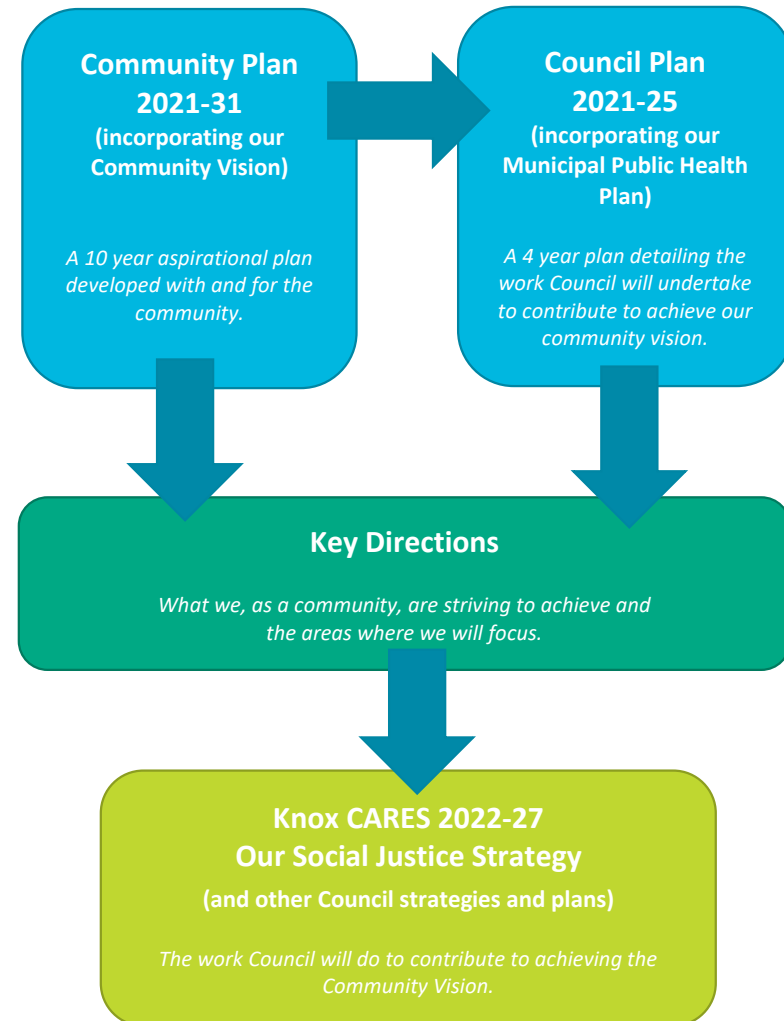 Community Plan
2021-31
(incorporating our
Community Vision)
A 10 year aspirational plan
developed with and for the
community.
Council Plan
2021-25
(incorporating our
Municipal Public Health
Plan)
A 4 year plan detailing the
work Council will undertake
to contribute to achieve our
community vision.
Key Directions
What we, as a community, are striving to achieve and
the areas where we will focus.
Knox CARES 2022-27
Our Social Justice Strategy
(and other Council strategies and plans)
The work Council will do to contribute to achieving the
Community Vision.